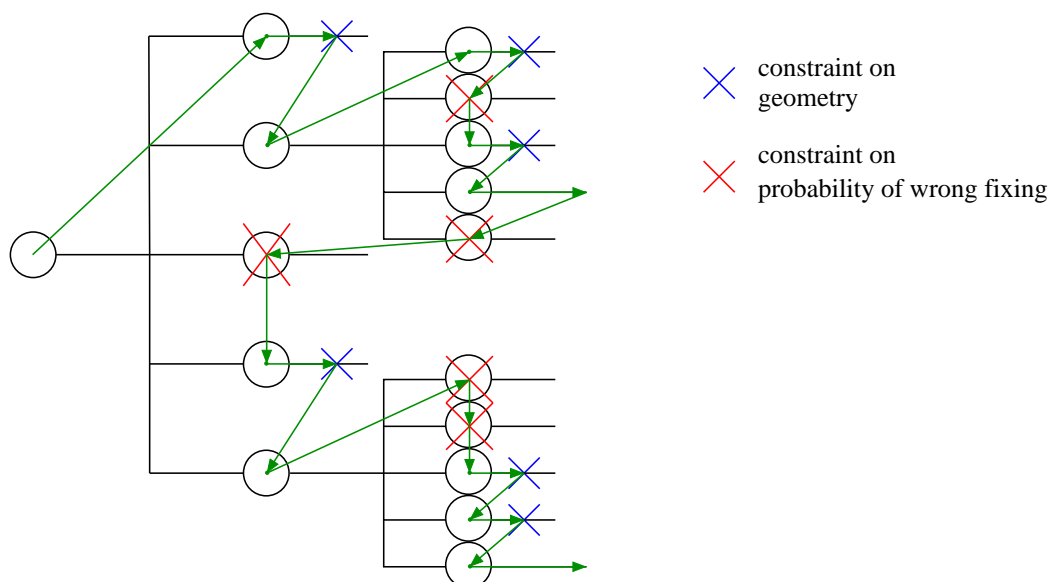 constraint on
geometry
constraint on
probability of wrong fixing